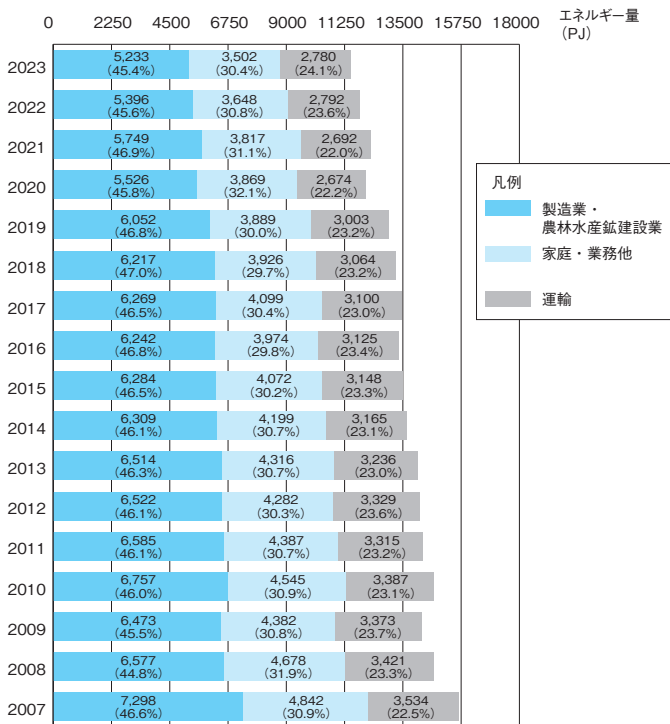 0 2250 4500 6750 9000 11250 13500 15750 18000 エネルギー量
(PJ)
2023 5,233 3,502 2,780
(45.4%) (30.4%) (24.1%)
2022 5,396 3,648 2,792
(45.6%) (30.8%) (23.6%)
2021 5,749 3,817 2,692
(46.9%) (31.1%) (22.0%)
2020 5,526 3,869 2,674
(45.8%) (32.1%) (22.2%)
2019 6,052 3,889 3,003
(46.8%) (30.0%) (23.2%)
2018 6,217 3,926 3,064
(47.0%) (29.7%) (23.2%)
2017 6,269 4,099 3,100
(46.5%) (30.4%) (23.0%)
2016 6,242 3,974 3,125
(46.8%) (29.8%) (23.4%)
2015 6,284 4,072 3,148
(46.5%) (30.2%) (23.3%)
2014 6,309 4,199 3,165
(46.1%) (30.7%) (23.1%)
2013 6,514 4,316 3,236
(46.3%) (30.7%) (23.0%)
2012 6,522 4,282 3,329
(46.1%) (30.3%) (23.6%)
2011 6,585 4,387 3,315
(46.1%) (30.7%) (23.2%)
2010 6,757 4,545 3,387
(46.0%) (30.9%) (23.1%)
2009 6,473 4,382 3,373
(45.5%) (30.8%) (23.7%)
2008 6,577 4,678 3,421
(44.8%) (31.9%) (23.3%)
2007 7,298 4,842 3,534
(46.6%) (30.9%) (22.5%)
凡例
製造業・
農林水産鉱建設業
家庭・業務他
運輸